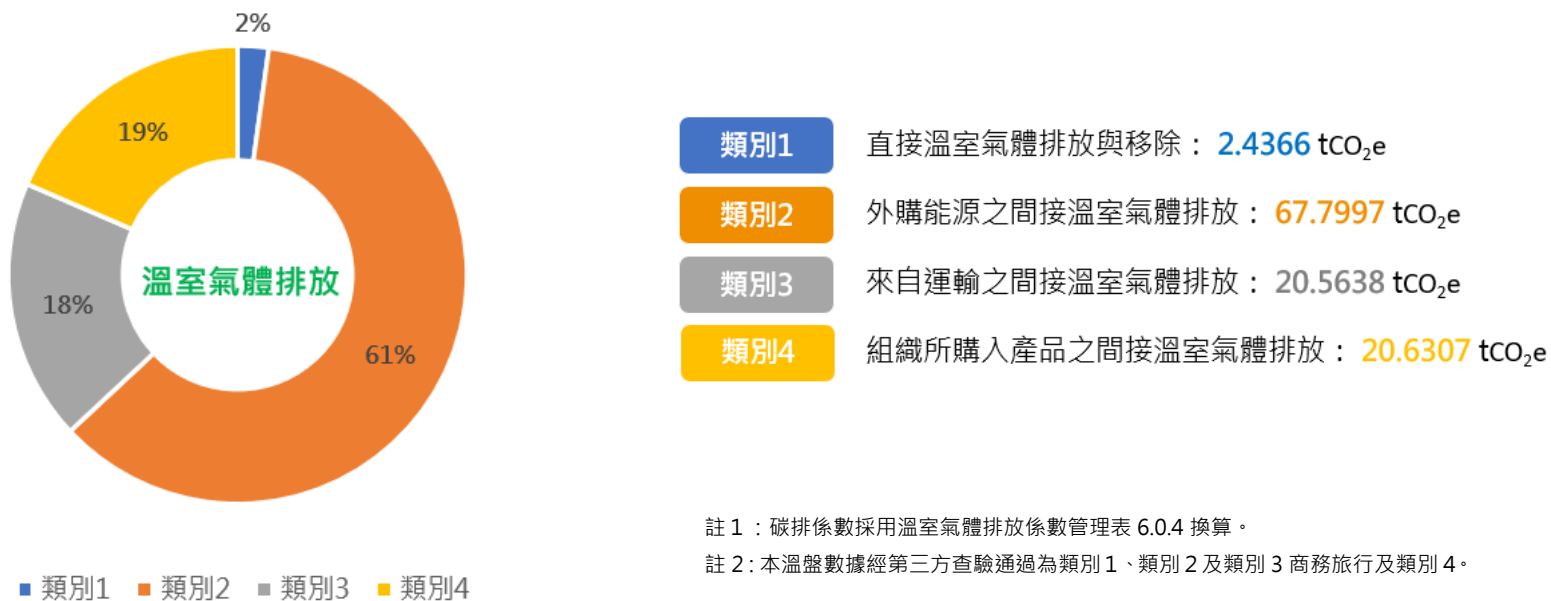 2%
19%
18%
61%
溫室氣體排放
類別1 類別2 類別3 類別4
類別1 直接溫室氣體排放與移除： 2.4366 tCO₂e
類別2 外購能源之間接溫室氣體排放： 67.7997 tCO₂e
類別3 來自運輸之間接溫室氣體排放： 20.5638 tCO₂e
類別4 組織所購入產品之間接溫室氣體排放： 20.6307 tCO₂e
註 1 ：碳排係數採用溫室氣體排放係數管理表 6.0.4 換算。
註 2：本溫盤數據經第三方查驗通過為類別 1、類別 2 及類別 3 商務旅行及類別 4。